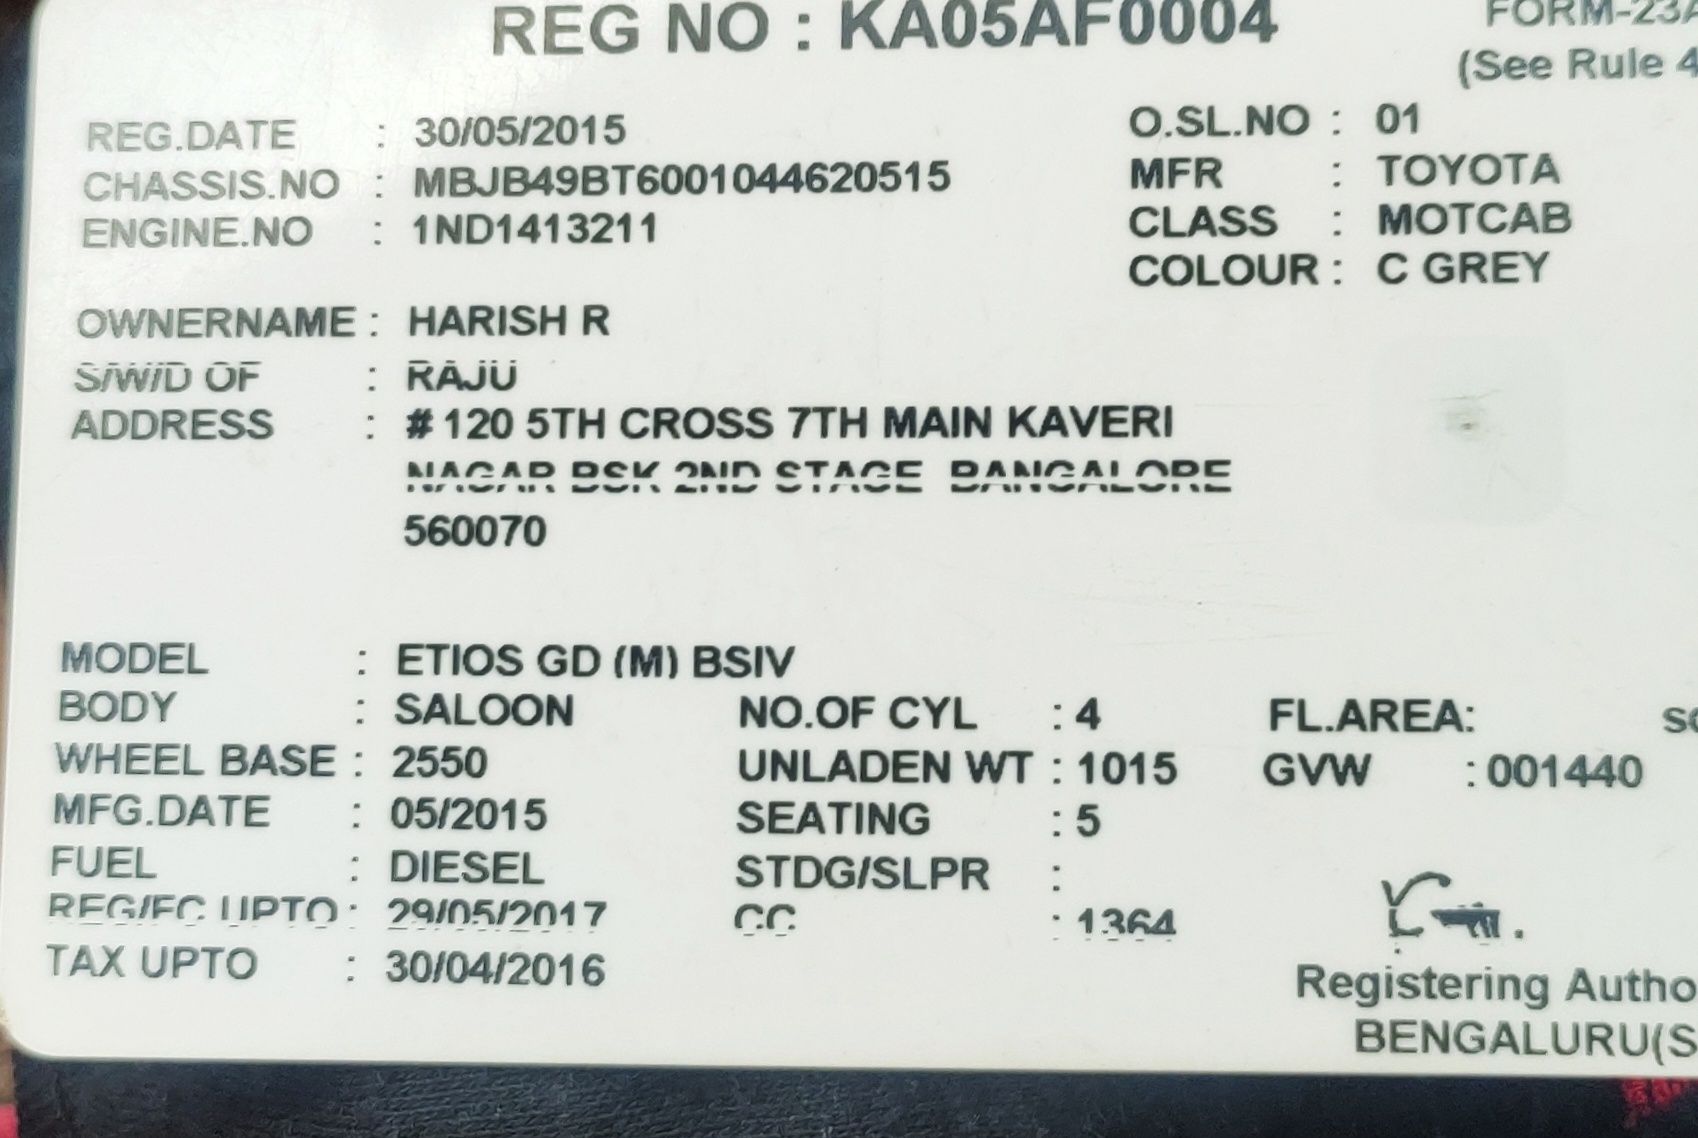 REG NO : KA05AF0004
FORM-23A
(See Rule 4
REG.DATE : 30/05/2015
O.SL.NO : 01
CHASSIS.NO : MBJB49BT6001044620515
MFR : TOYOTA
ENGINE.NO : 1ND1413211
CLASS : MOTCAB
COLOUR : C GREY
OWNERNAME : HARISH R
S/W/D OF : RAJU
ADDRESS : # 120 5TH CROSS 7TH MAIN KAVERI
NAGAR BSK 2ND STAGE BANGALORE
560070
MODEL : ETIOS GD (M) BSIV
BODY : SALOON NO.OF CYL : 4 FL.AREA:
WHEEL BASE : 2550 UNLADEN WT : 1015 GVW : 001440
MFG.DATE : 05/2015 SEATING : 5
FUEL : DIESEL STDG/SLPR :
REG/FC UPTO : 29/05/2017 CC : 1364
TAX UPTO : 30/04/2016
Registering Autho
BENGALURU(S